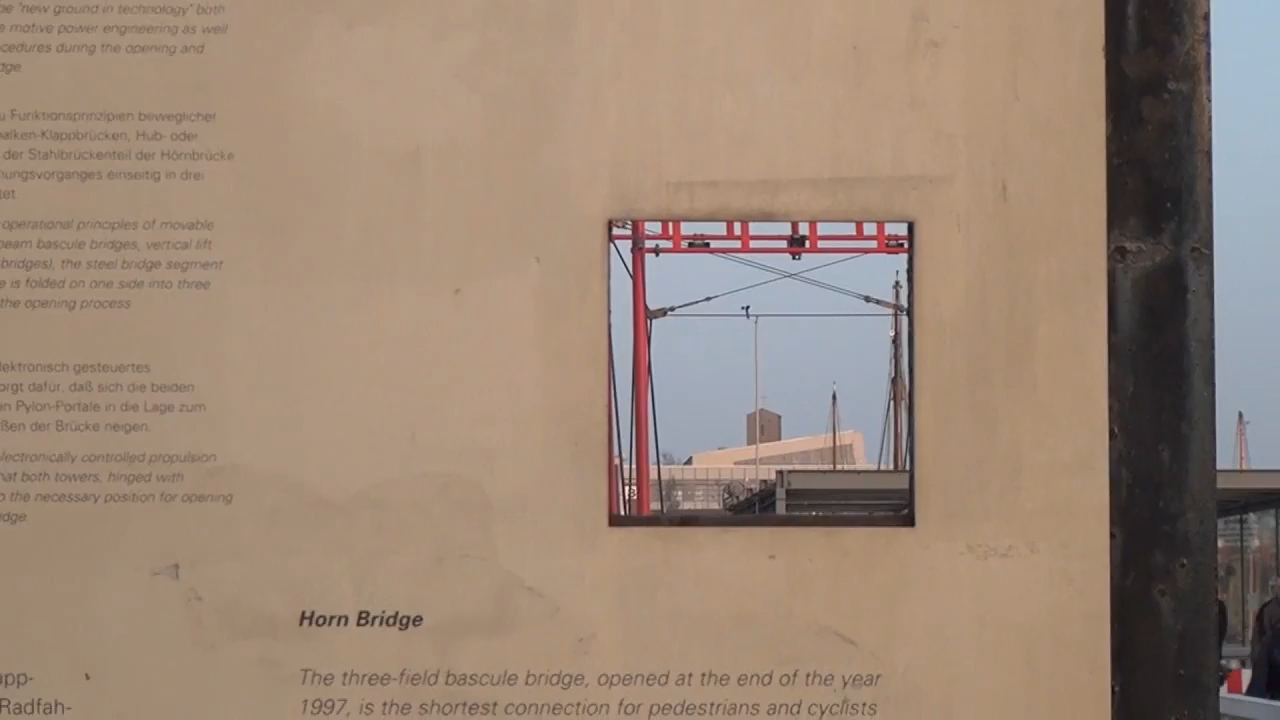 be "new ground in technology" both
motive power engineering as well
cedures during the opening and
dge
u Funktionsprinzipien beweglicher
balken-Klappbrücken, Hub- oder
der Stahlbrückenteil der Hörnbrücke
nungsvorganges einseitig in drei
tet
operational principles of movable
beam bascule bridges, vertical lift
bridges), the steel bridge segment
e is folded on one side into three
the opening process
lektronisch gesteuertes
orgt dafür, daß sich die beiden
en Pylon-Portale in die Lage zum
ßen der Brücke neigen.
lectronically controlled propulsion
hat both towers, hinged with
o the necessary position for opening
idge
app-
Radfah-
Horn Bridge
The three-field bascule bridge, opened at the end of the year
1997, is the shortest connection for pedestrians and cyclists